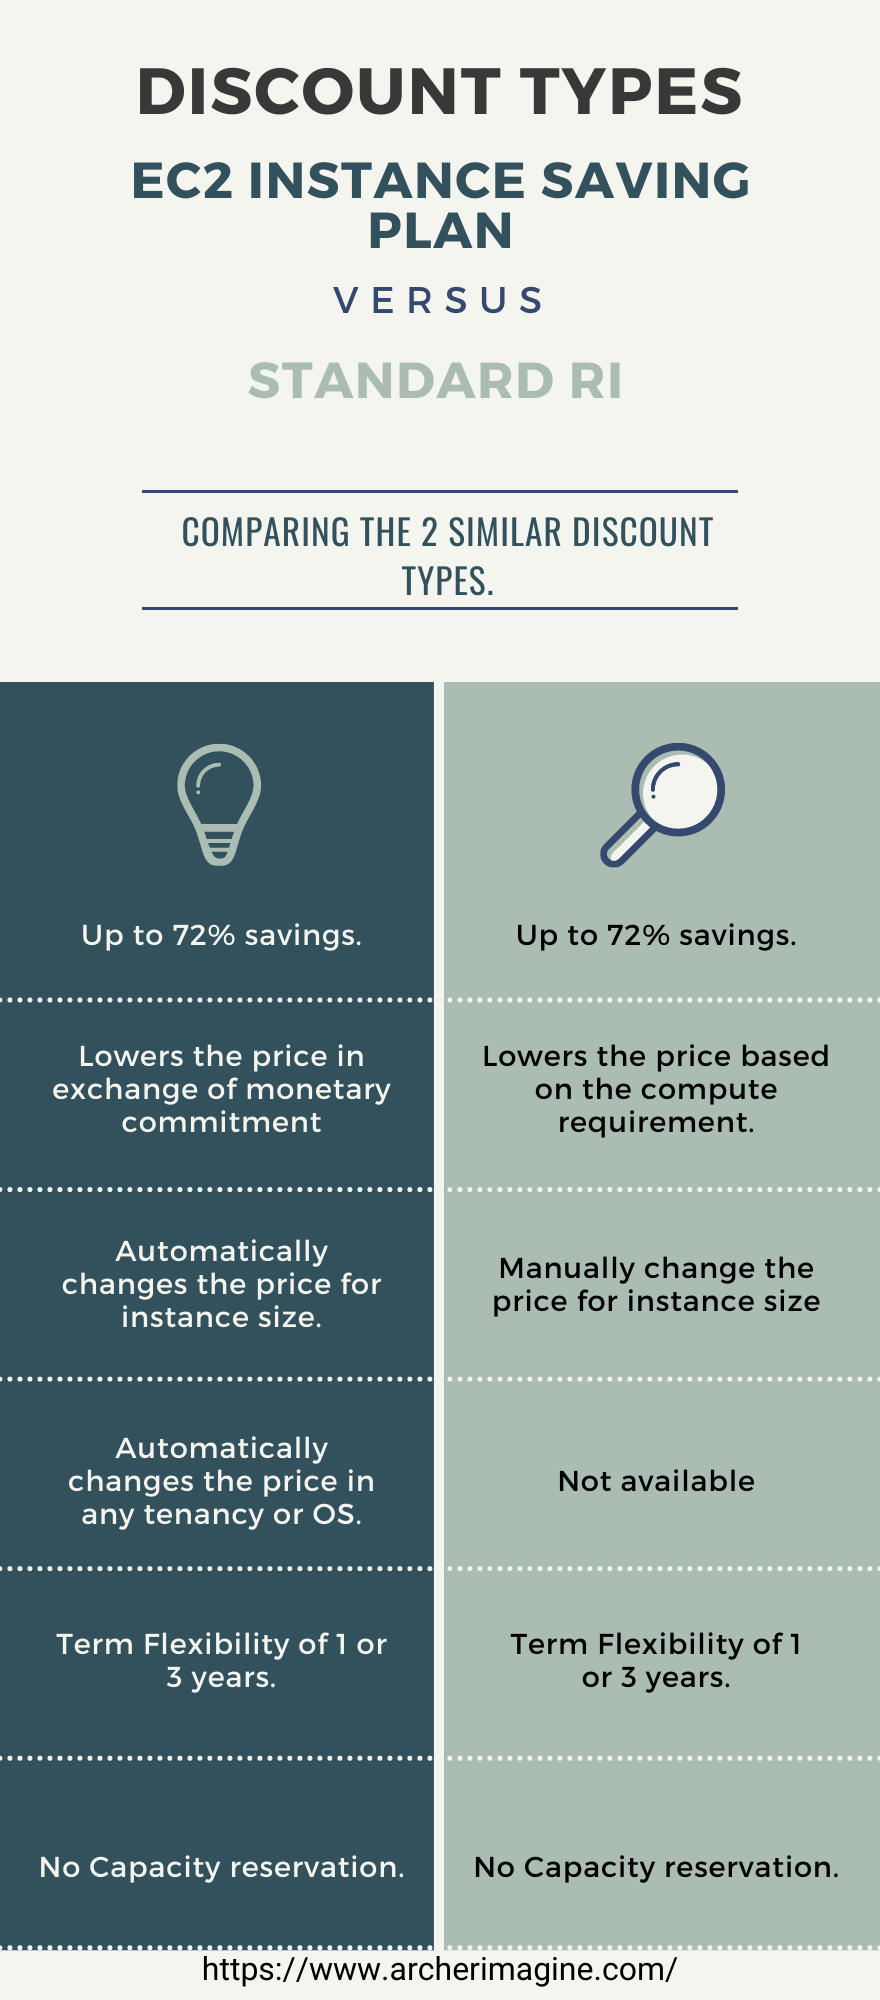 DISCOUNT TYPES
EC2 INSTANCE SAVING
PLAN
VERSUS
STANDARD RI
COMPARING THE 2 SIMILAR DISCOUNT
TYPES.
Up to 72% savings.
Up to 72% savings.
Lowers the price in
exchange of monetary
commitment
Lowers the price based
on the compute
requirement.
Automatically
changes the price for
instance size.
Manually change the
price for instance size
Automatically
changes the price in
any tenancy or OS.
Not available
Term Flexibility of 1 or
3 years.
Term Flexibility of 1
or 3 years.
No Capacity reservation.
No Capacity reservation.
https://www.archerimagine.com/